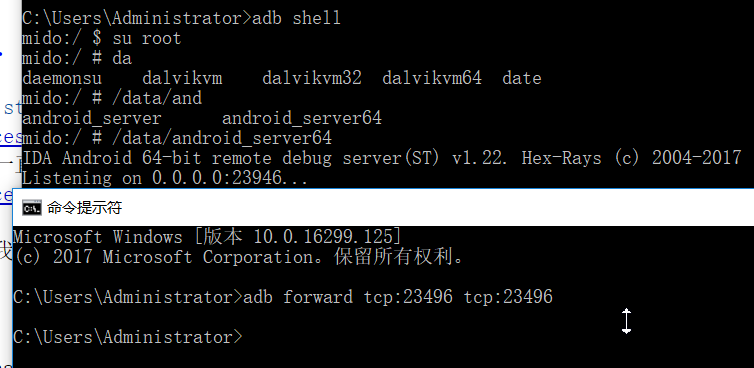 C:\Users\Administrator>adb shell
mido:/ $ su root
mido:/ # da
daemonsu    dalvikvm    dalvikvm32  dalvikvm64  date
mido:/ # /data/and
android_server      android_server64
mido:/ # /data/android_server64
IDA Android 64-bit remote debug server(ST) v1.22. Hex-Rays (c) 2004-2017
Listening on 0.0.0.0:23946...
命令提示符
Microsoft Windows [版本 10.0.16299.125]
(c) 2017 Microsoft Corporation。保留所有权利。
C:\Users\Administrator>adb forward tcp:23496 tcp:23496
C:\Users\Administrator>